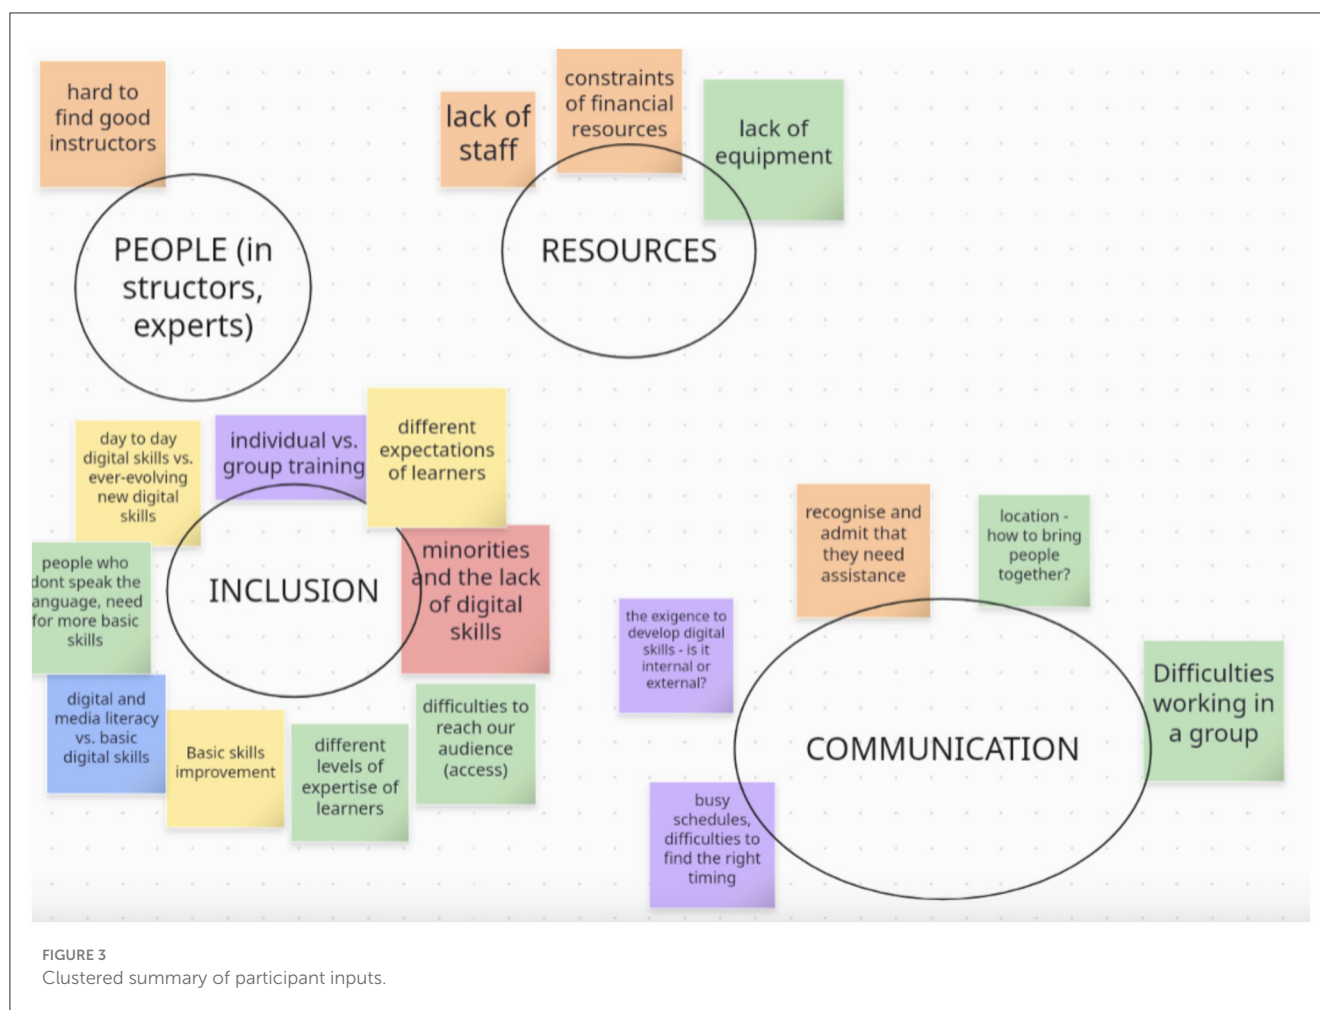 hard to
find good
instructors
PEOPLE (in
structors,
experts)
lack of
staff
constraints
of financial
resources
lack of
equipment
RESOURCES
day to day
digital skills vs.
ever-evolving
new digital
skills
individual vs.
group training
different
expectations
of learners
people who
dont speak the
anguage, need
for more basic
skills
INCLUSION
minorities
and the lack
of digital
skills
digital and
media literacy
vs. basic
digital skills
Basic skills
improvement
different
levels of
expertise of
learners
difficulties to
reach our
audience
(access)
recognise and
admit that
they need
assistance
location -
how to bring
people
together?
the exigence to
develop digital
skills - is it
internal or
external?
COMMUNICATION
Difficulties
working in
a group
busy
schedules,
difficulties to
find the right
timing
FIGURE 3
Clustered summary of participant inputs.